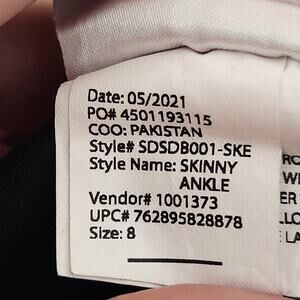 Date: 05/2021
PO# 4501193115
COO: PAKISTAN
Style# SDSDB001-SKE
Style Name: SKINNY
ANKLE
Vendor# 1001373
UPC# 762895828878
Size: 8